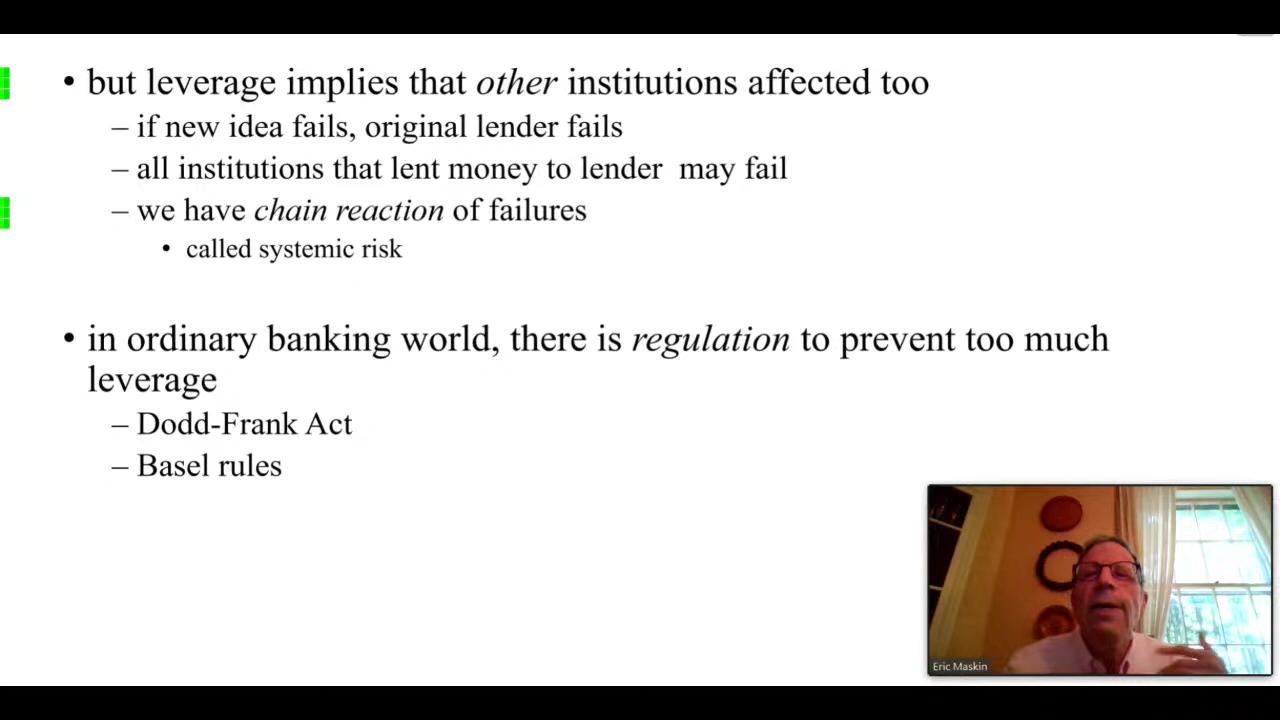 • but leverage implies that other institutions affected too
– if new idea fails, original lender fails
– all institutions that lent money to lender  may fail
– we have chain reaction of failures
• called systemic risk
• in ordinary banking world, there is regulation to prevent too much
leverage
– Dodd-Frank Act
– Basel rules
Eric Maskin